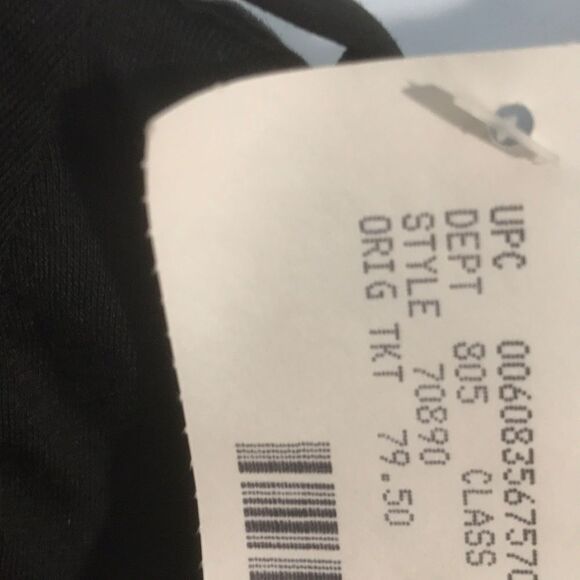 UPC 00608356757
DEPT 805 CLASS
STYLE 70890
ORIG TKT 79.50